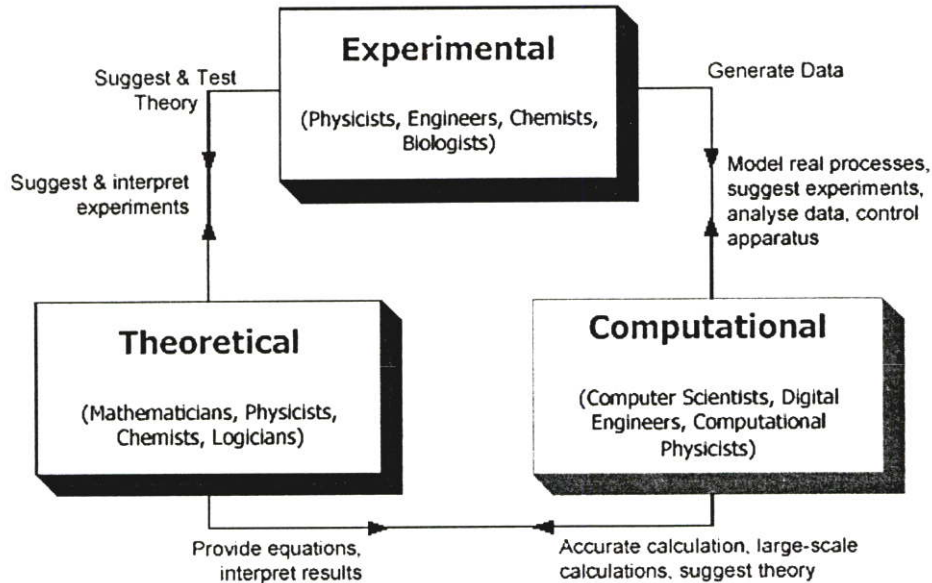 Experimental
(Physicists, Engineers, Chemists,
Biologists)
Suggest & Test
Theory
Generate Data
Suggest & interpret
experiments
Model real processes,
suggest experiments,
analyse data, control
apparatus
Theoretical
(Mathematicians, Physicists,
Chemists, Logicians)
Computational
(Computer Scientists, Digital
Engineers, Computational
Physicists)
Provide equations,
interpret results
Accurate calculation, large-scale
calculations, suggest theory